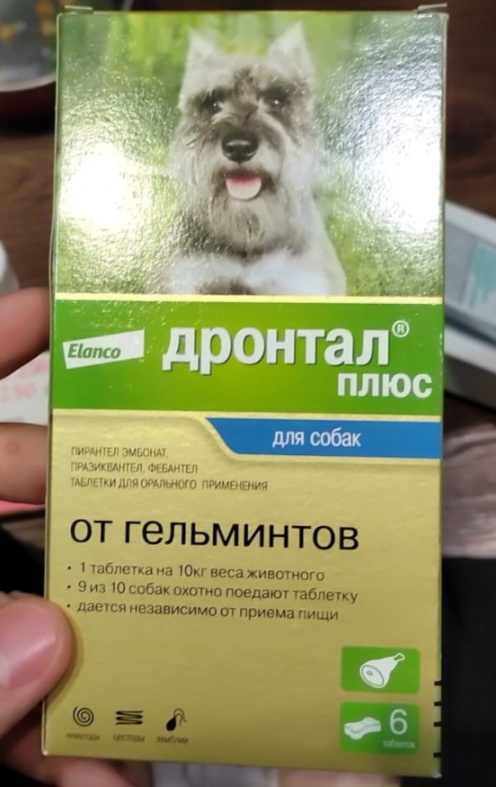 Elanco
дронтал®
плюс
для собак
ПИРАНТЕЛ ЭМБОНАТ,
ПРАЗИКВАНТЕЛ, ФЕБАНТЕЛ
ТАБЛЕТКИ ДЛЯ ОРАЛЬНОГО ПРИМЕНЕНИЯ
от гельминтов
• 1 таблетка на 10кг веса животного
• 9 из 10 собак охотно поедают таблетку
• дается независимо от приема пищи
6
таблеток
нематоды цестоды лямблии